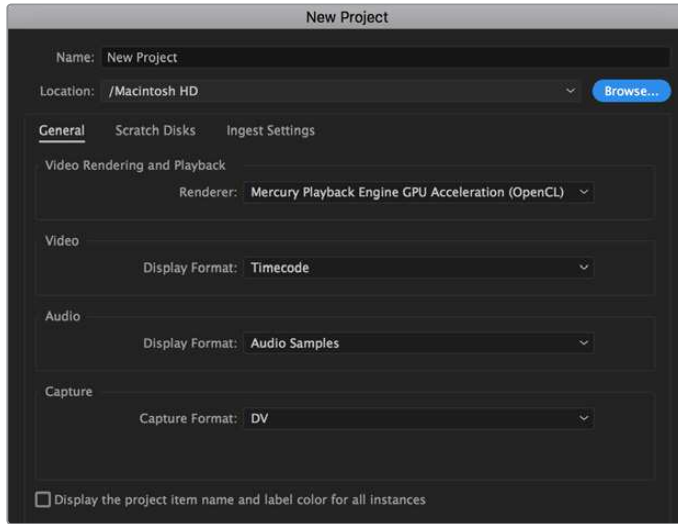 New Project
Name: New Project
Location: /Macintosh HD Browse...
General Scratch Disks Ingest Settings
Video Rendering and Playback
Renderer: Mercury Playback Engine GPU Acceleration (OpenCL)
Video
Display Format: Timecode
Audio
Display Format: Audio Samples
Capture
Capture Format: DV
Display the project item name and label color for all instances